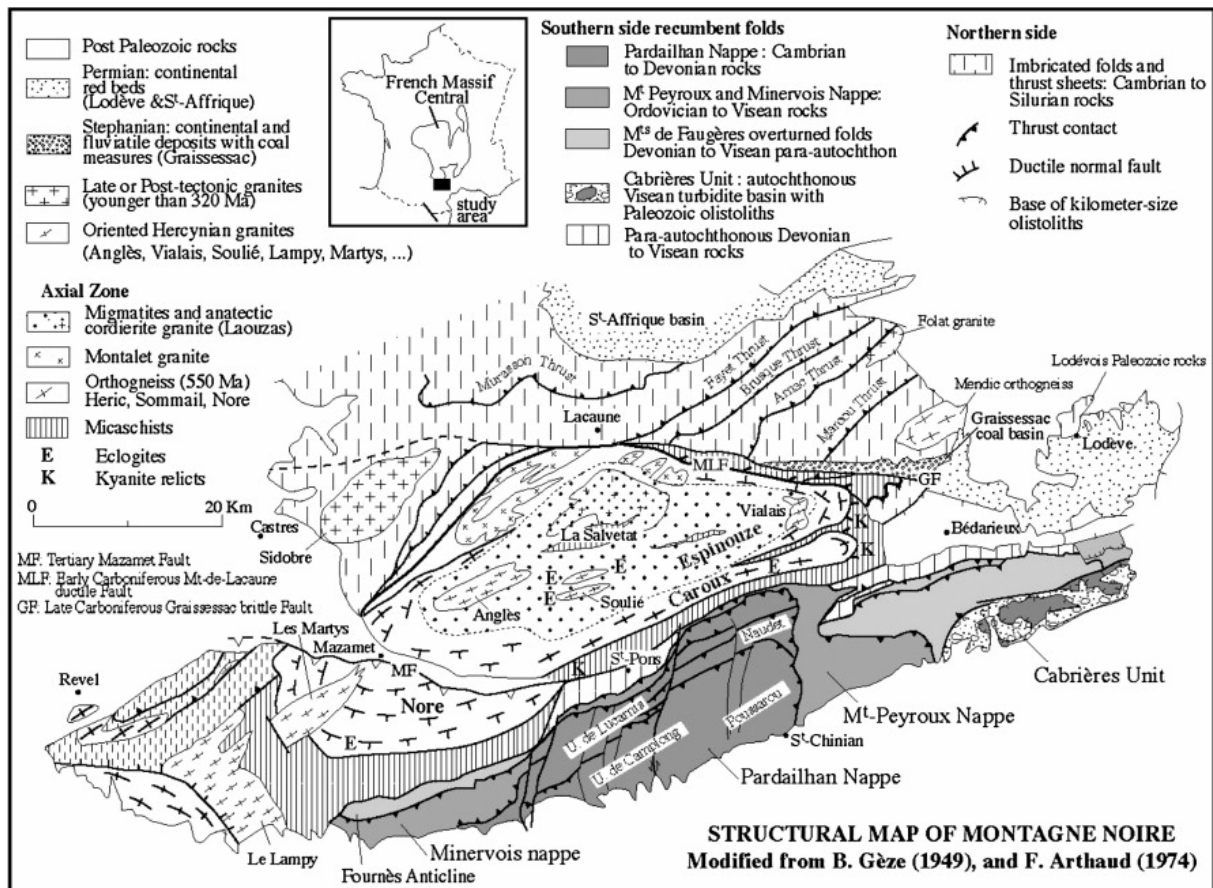 Post Paleozoic rocks
Permian: continental
red beds
(Lodève &Sᵗ-Affrique)
Stephanian: continental and
fluviatile deposits with coal
measures (Graissessac)
Late or Post-tectonic granites
(younger than 320 Ma)
Oriented Hercynian granites
(Anglès, Vialais, Soulié, Lampy, Martys, ...)
Axial Zone
Migmatites and anatectic
cordierite granite (Laouzas)
Montalet granite
Orthogneiss (550 Ma)
Heric, Sommail, Nore
Micaschists
E Eclogites
K Kyanite relicts
0 20 Km
MF: Tertiary Mazamet Fault
MLF: Early Carboniferous Mt-de-Lacaune
ductile Fault
GF: Late Carboniferous Graissessac brittle Fault
French Massif
Central
study
area
Southern side recumbent folds
Pardailhan Nappe : Cambrian
to Devonian rocks
Mᵗ Peyroux and Minervois Nappe:
Ordovician to Visean rocks
Mᵗˢ de Faugères overturned folds
Devonian to Visean para-autochthon
Cabrières Unit : autochthonous
Visean turbidite basin with
Paleozoic olistoliths
Para-autochthonous Devonian
to Visean rocks
Northern side
Imbricated folds and
thrust sheets: Cambrian to
Silurian rocks
Thrust contact
Ductile normal fault
Base of kilometer-size
olistoliths
Sᵗ-Affrique basin
Folat granite
Murasson Thrust
Fayet Thrust
Brusque Thrust
Arnac Thrust
Marcou Thrust
Lodévois Paleozoic rocks
Mendic orthogneiss
Graissessac
coal basin
Lodève
Lacaune
MLF
GF
Castres
Sidobre
Vialais
K
Bédarieux
La Salvetat
Espinouze
K
E
E
E
E
Caroux
Anglès
Soulié
Les Martys
Mazamet
MF
K
Sᵗ-Pons
Naudet
Revel
Nore
E
U. de Lucarnis
U. de Camplong
Poussarou
Cabrières Unit
Mᵗ-Peyroux Nappe
Sᵗ-Chinian
Pardailhan Nappe
Le Lampy
Minervois nappe
Fournès Anticline
STRUCTURAL MAP OF MONTAGNE NOIRE
Modified from B. Gèze (1949), and F. Arthaud (1974)